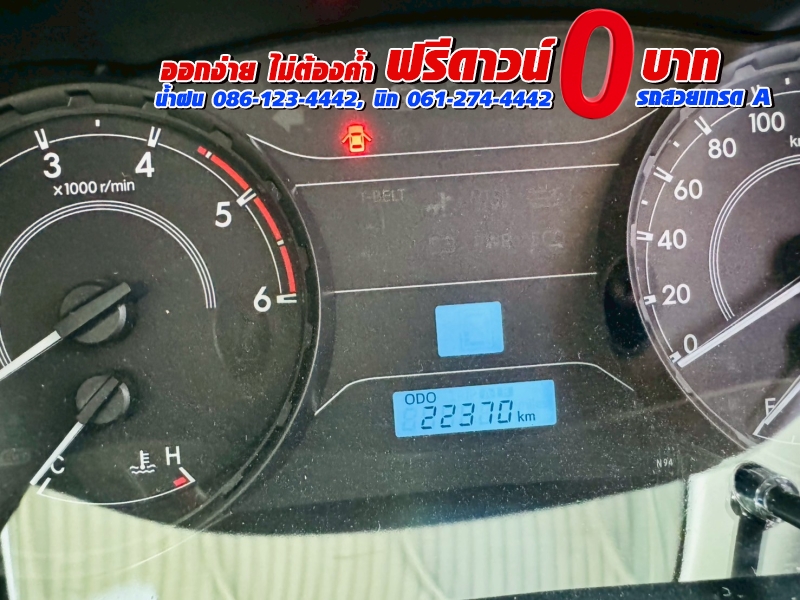 ออกง่าย ไม่ต้องค้ำ ฟรีดาวน์ 0 บาท
น้ำฝน 086-123-4442, นิก 061-274-4442 รถสวยเกรด A
3 4 5 6
x1000 r/min
100
80
60
40
20
0
km
ODO
22370 km
C H
N94